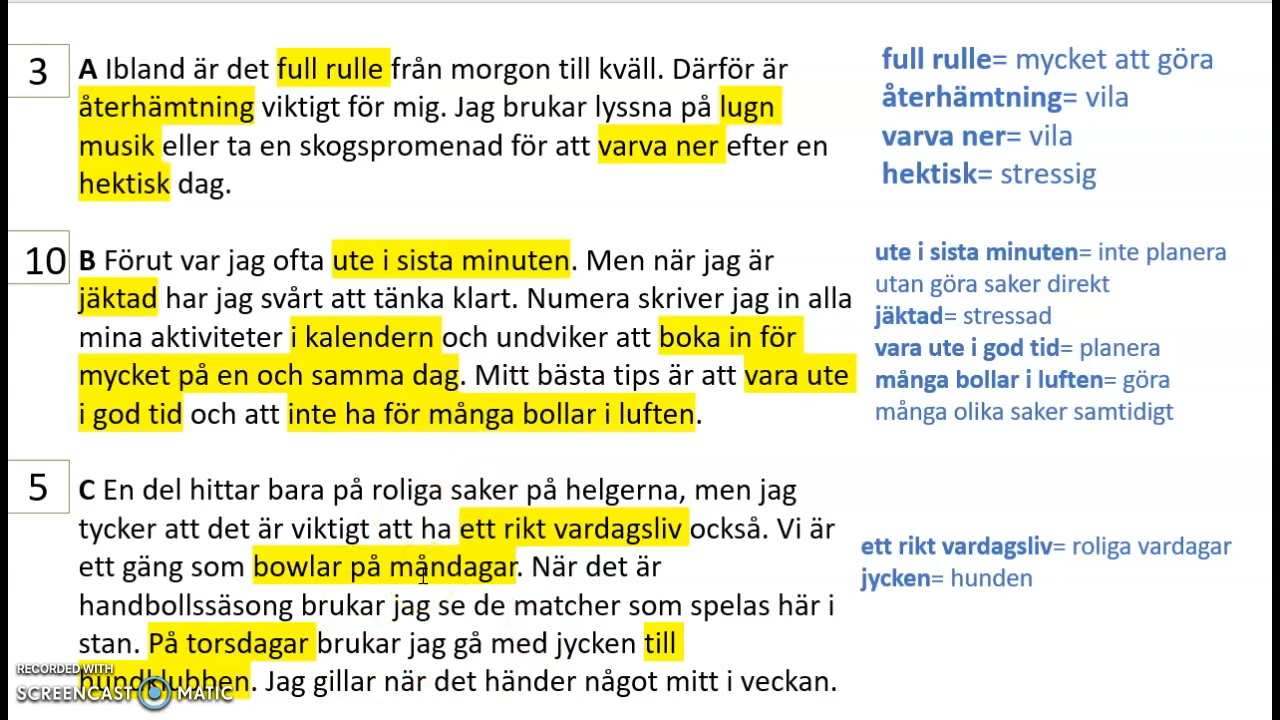 3
A Ibland är det full rulle från morgon till kväll. Därför är
återhämtning viktigt för mig. Jag brukar lyssna på lugn
musik eller ta en skogspromenad för att varva ner efter en
hektisk dag.
full rulle= mycket att göra
återhämtning= vila
varva ner= vila
hektisk= stressig
10
B Förut var jag ofta ute i sista minuten. Men när jag är
jäktad har jag svårt att tänka klart. Numera skriver jag in alla
mina aktiviteter i kalendern och undviker att boka in för
mycket på en och samma dag. Mitt bästa tips är att vara ute
i god tid och att inte ha för många bollar i luften.
ute i sista minuten= inte planera
utan göra saker direkt
jäktad= stressad
vara ute i god tid= planera
många bollar i luften= göra
många olika saker samtidigt
5
C En del hittar bara på roliga saker på helgerna, men jag
tycker att det är viktigt att ha ett rikt vardagsliv också. Vi är
ett gäng som bowlar på måndagar. När det är
handbollssäsong brukar jag se de matcher som spelas här i
stan. På torsdagar brukar jag gå med jycken till
hundklubben. Jag gillar när det händer något mitt i veckan.
ett rikt vardagsliv= roliga vardagar
jycken= hunden
RECORDED WITH
SCREENCAST MATIC